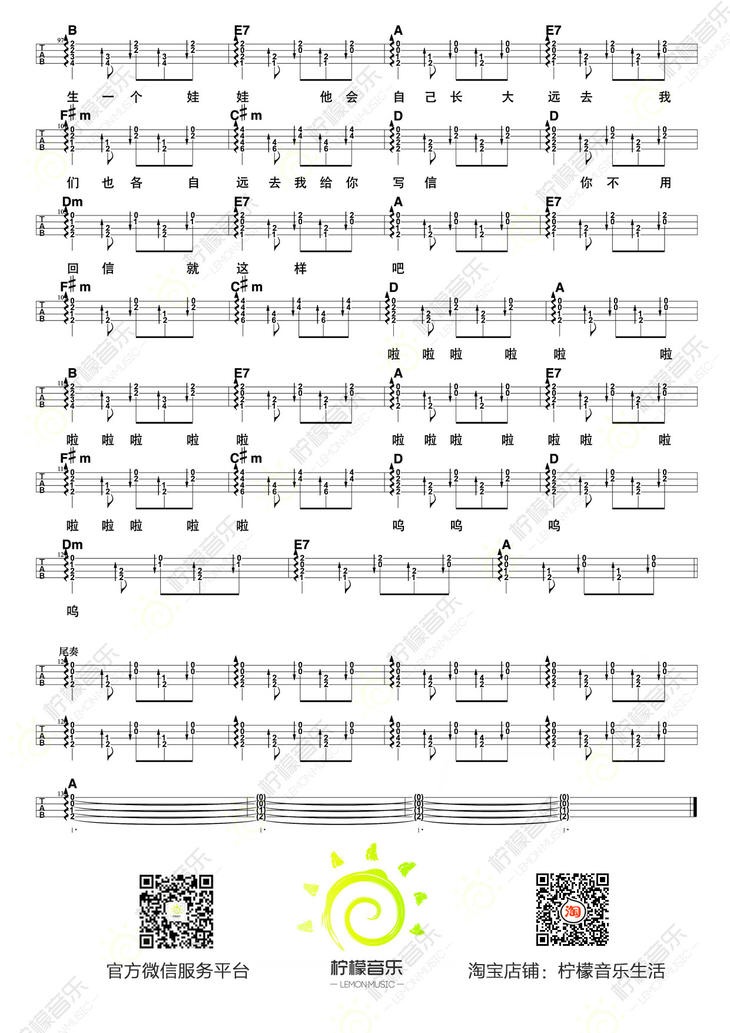 B E7 A E7
生 一 个 娃 娃 他 会 自 己 长 大 远 去 我
F♯m C♯m D D
们 也 各 自 远 去 我 给 你 写 信 你 不 用
Dm E7 A E7
回 信 就 这 样 吧
F♯m C♯m D A
啦 啦 啦 啦 啦 啦
B E7 A E7
啦 啦 啦 啦 啦 啦 啦 啦 啦 啦 啦
F♯m C♯m D D
啦 啦 啦 啦 啦 呜 呜 呜
Dm E7 A
呜
尾奏
A
官方微信服务平台
柠檬音乐
—LEMON MUSIC—
淘
淘宝店铺：柠檬音乐生活